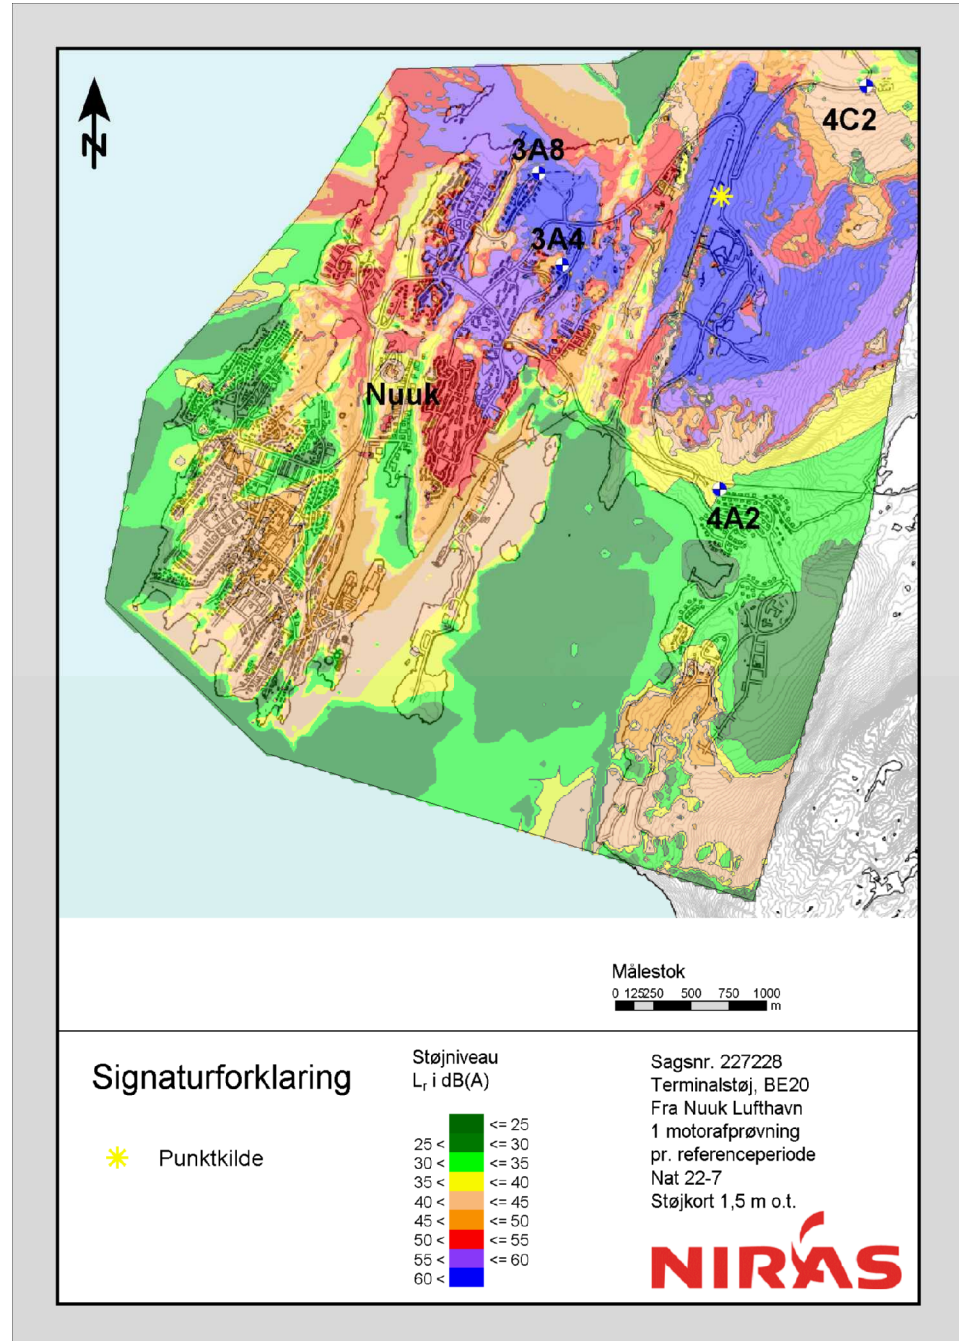 N
3A8
4C2
3A4
Nuuk
4A2
Målestok
0 125250 500 750 1000
m
Signaturforklaring
Punktkilde
Støjniveau
Lr i dB(A)
<= 25
25 < <= 30
30 < <= 35
35 < <= 40
40 < <= 45
45 < <= 50
50 < <= 55
55 < <= 60
60 <
Sagsnr. 227228
Terminalstøj, BE20
Fra Nuuk Lufthavn
1 motorafprøvning
pr. referenceperiode
Nat 22-7
Støjkort 1,5 m o.t.
NIRAS